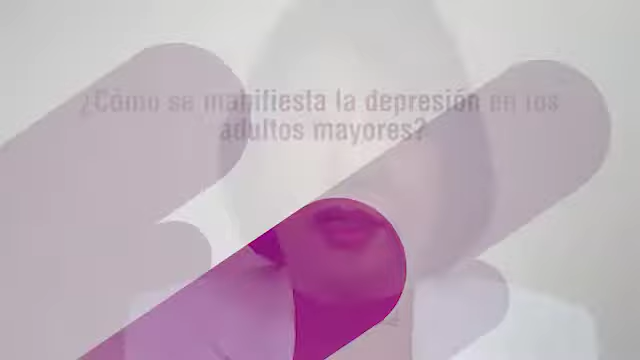 ¿Cómo se manifiesta la depresión en los
adultos mayores?